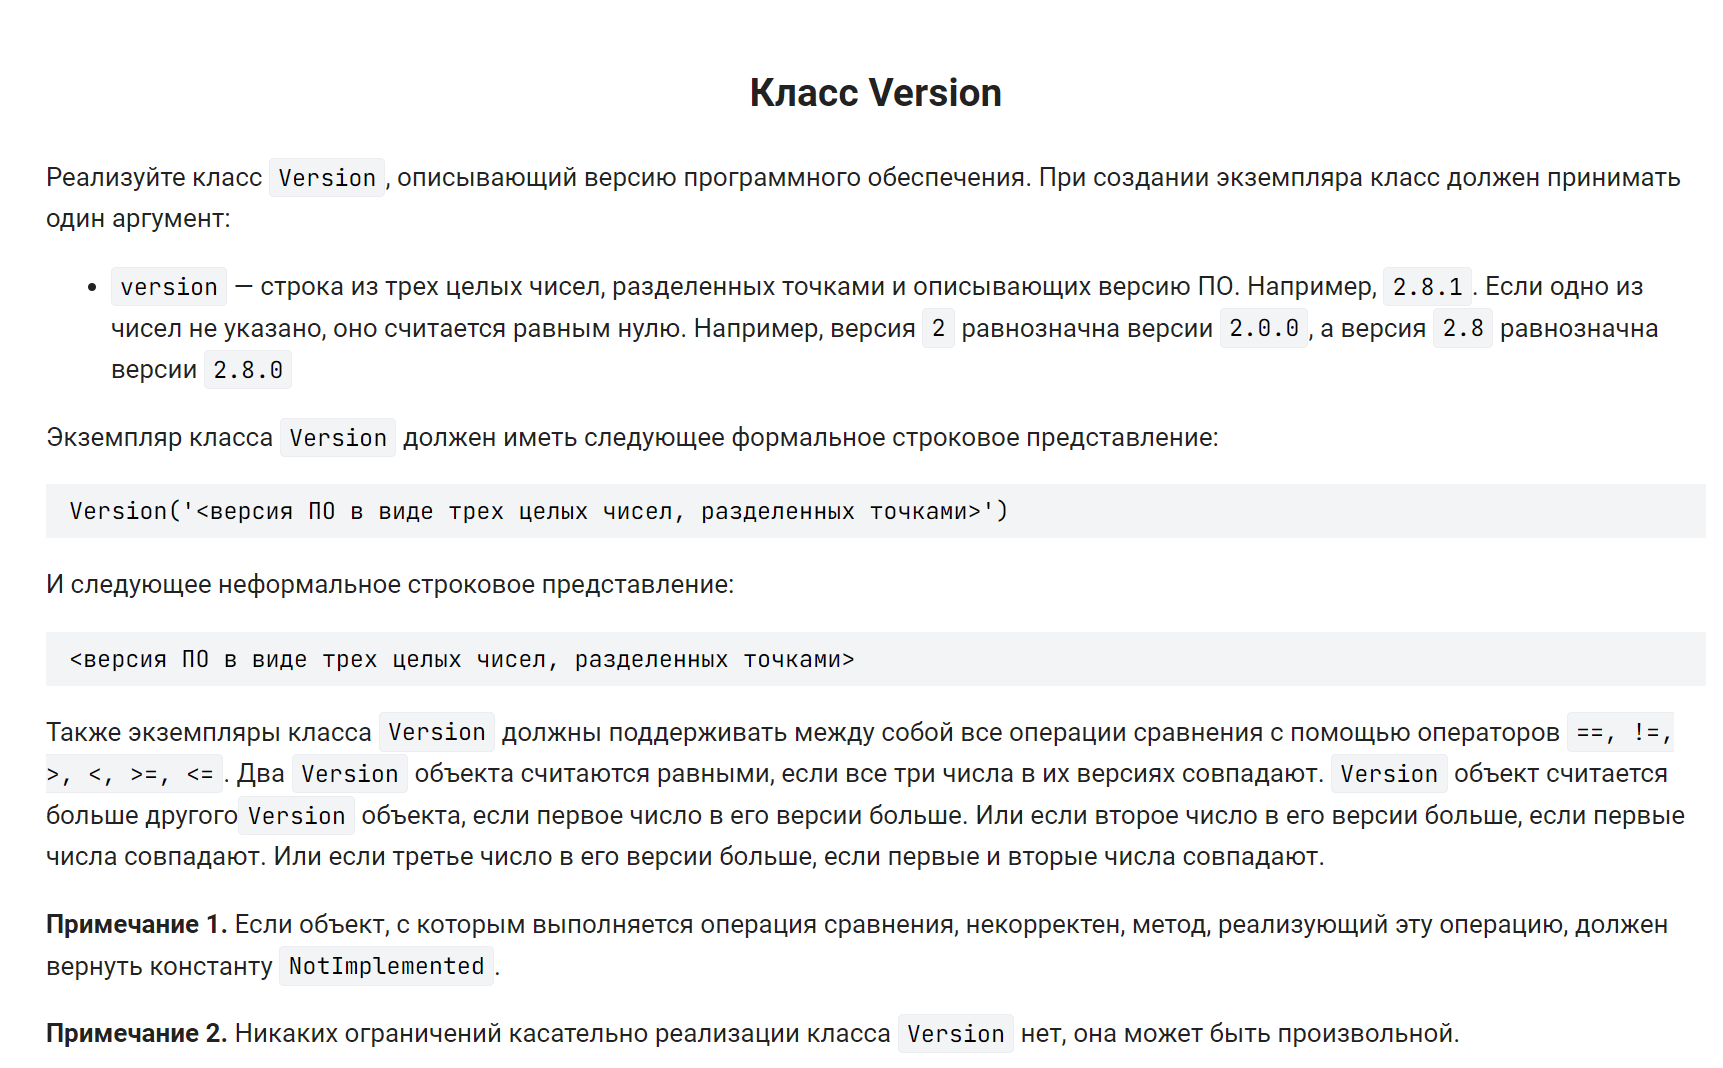 Класс Version
Реализуйте класс Version, описывающий версию программного обеспечения. При создании экземпляра класс должен принимать
один аргумент:
• version — строка из трех целых чисел, разделенных точками и описывающих версию ПО. Например, 2.8.1. Если одно из
чисел не указано, оно считается равным нулю. Например, версия 2 равнозначна версии 2.0.0, а версия 2.8 равнозначна
версии 2.8.0
Экземпляр класса Version должен иметь следующее формальное строковое представление:
Version('<версия ПО в виде трех целых чисел, разделенных точками>')
И следующее неформальное строковое представление:
<версия ПО в виде трех целых чисел, разделенных точками>
Также экземпляры класса Version должны поддерживать между собой все операции сравнения с помощью операторов ==, !=,
>, <, >=, <=. Два Version объекта считаются равными, если все три числа в их версиях совпадают. Version объект считается
больше другого Version объекта, если первое число в его версии больше. Или если второе число в его версии больше, если первые
числа совпадают. Или если третье число в его версии больше, если первые и вторые числа совпадают.
Примечание 1. Если объект, с которым выполняется операция сравнения, некорректен, метод, реализующий эту операцию, должен
вернуть константу NotImplemented.
Примечание 2. Никаких ограничений касательно реализации класса Version нет, она может быть произвольной.